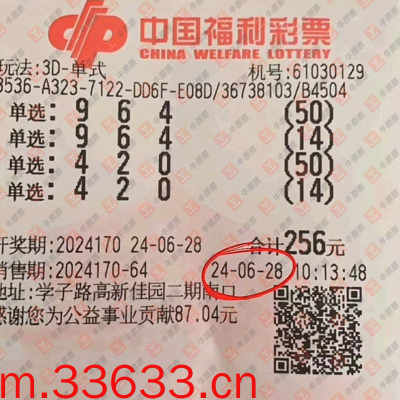 中国福利彩票
CHINA WELFARE LOTTERY
玩法:3D-单式 机号:61030129
8536-A323-7122-DD6F-E08D/36738103/B4504
单选: 9 6 4 (50)
单选: 9 6 4 (14)
单选: 4 2 0 (50)
单选: 4 2 0 (14)
开奖期:2024170 24-06-28 合计256元
销售期:2024170-64 24-06-28 10:13:48
地址:学子路高新佳园二期南口
感谢您为公益事业贡献87.04元
m.33633.cn